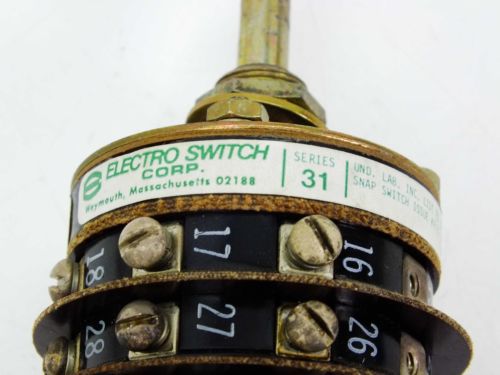 ELECTRO SWITCH
CORP.
Weymouth, Massachusetts 02188
SERIES
31
UND. LAB. INC.
SNAP SWITCH ISSUE
18 17 16
28 27 26